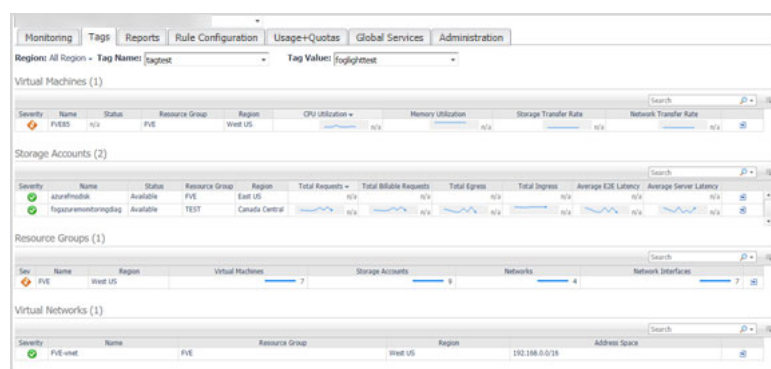 Monitoring Tags Reports Rule Configuration Usage+Quotas Global Services Administration
Region: All Region Tag Name: tagtest Tag Value: foglighttest
Virtual Machines (1)
Search
Severity Name Status Resource Group Region CPU Utilization Memory Utilization Storage Transfer Rate Network Transfer Rate
FVE85 n/a FVE West US n/a n/a n/a n/a
Storage Accounts (2)
Search
Severity Name Status Resource Group Region Total Requests Total Billable Requests Total Egress Total Ingress Average E2E Latency Average Server Latency
azurefmsdisk Available FVE East US n/a n/a n/a n/a n/a n/a
fogazuremonitoringdiag Available TEST Canada Central n/a n/a n/a n/a n/a n/a
Resource Groups (1)
Search
Sev Name Region Virtual Machines Storage Accounts Networks Network Interfaces
FVE West US 7 9 4 7
Virtual Networks (1)
Search
Severity Name Resource Group Region Address Space
FVE-vnet FVE West US 192.168.0.0/16